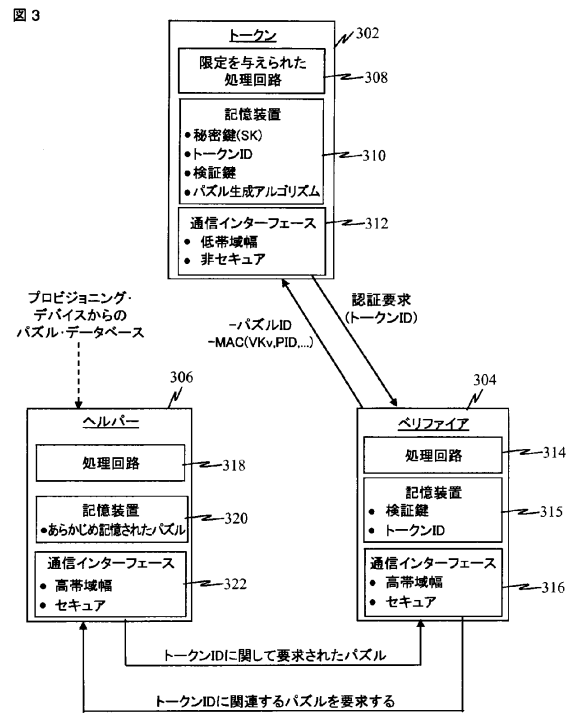 図３
トークン
302
限定を与えられた
処理回路
308
記憶装置
●秘密鍵(SK)
●トークンID
●検証鍵
●パズル生成アルゴリズム
310
通信インターフェース
● 低帯域幅
● 非セキュア
312
プロビジョニング・
デバイスからの
パズル・データベース
−パズルID
−MAC(VKv,PID,...)
認証要求
(トークンID)
306
ヘルパー
処理回路
318
記憶装置
●あらかじめ記憶されたパズル
320
通信インターフェース
● 高帯域幅
● セキュア
322
304
ベリファイア
処理回路
314
記憶装置
● 検証鍵
● トークンID
315
通信インターフェース
● 高帯域幅
● セキュア
316
トークンIDに関して要求されたパズル
トークンIDに関連するパズルを要求する